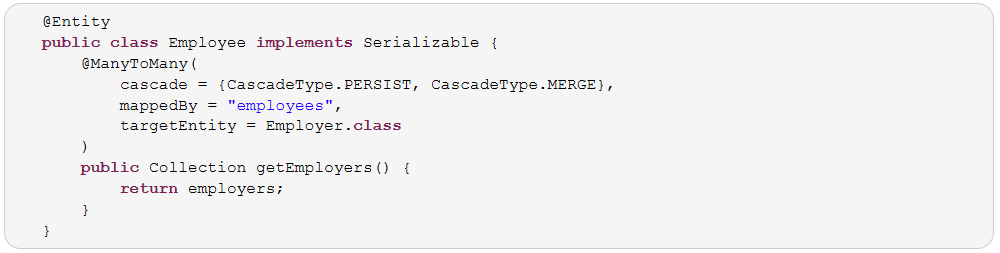 @Entity
public class Employee implements Serializable {
    @ManyToMany(
        cascade = {CascadeType.PERSIST, CascadeType.MERGE},
        mappedBy = "employees",
        targetEntity = Employer.class
    )
    public Collection getEmployers() {
        return employers;
    }
}